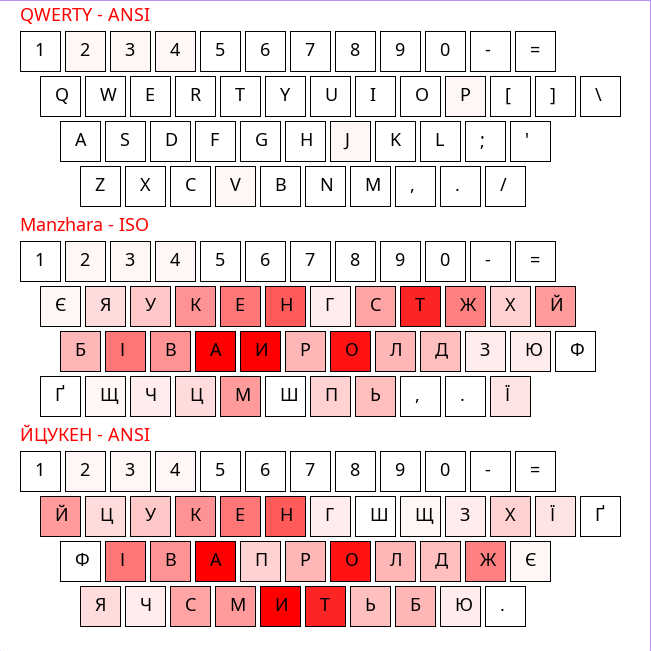 QWERTY - ANSI
1 2 3 4 5 6 7 8 9 0 - =
Q W E R T Y U I O P [ ] \
A S D F G H J K L ; '
Z X C V B N M , . /
Manzhara - ISO
1 2 3 4 5 6 7 8 9 0 - =
Є Я У К Е Н Г С Т Ж Х Й
Б І В А И Р О Л Д З Ю Ф
Ґ Щ Ч Ц М Ш П Ь , . Ї
ЙЦУКЕН - ANSI
1 2 3 4 5 6 7 8 9 0 - =
Й Ц У К Е Н Г Ш Щ З Х Ї Ґ
Ф І В А П Р О Л Д Ж Є
Я Ч С М И Т Ь Б Ю .